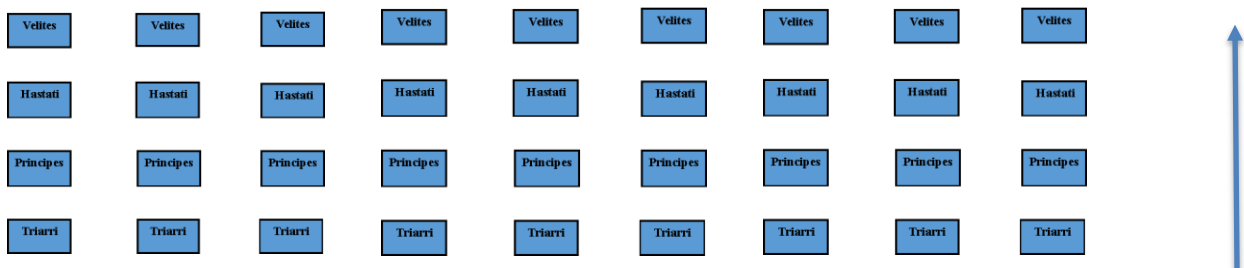 Velites Velites Velites Velites Velites Velites Velites Velites Velites
Hastati Hastati Hastati Hastati Hastati Hastati Hastati Hastati Hastati
Principes Principes Principes Principes Principes Principes Principes Principes Principes
Triarri Triarri Triarri Triarri Triarri Triarri Triarri Triarri Triarri